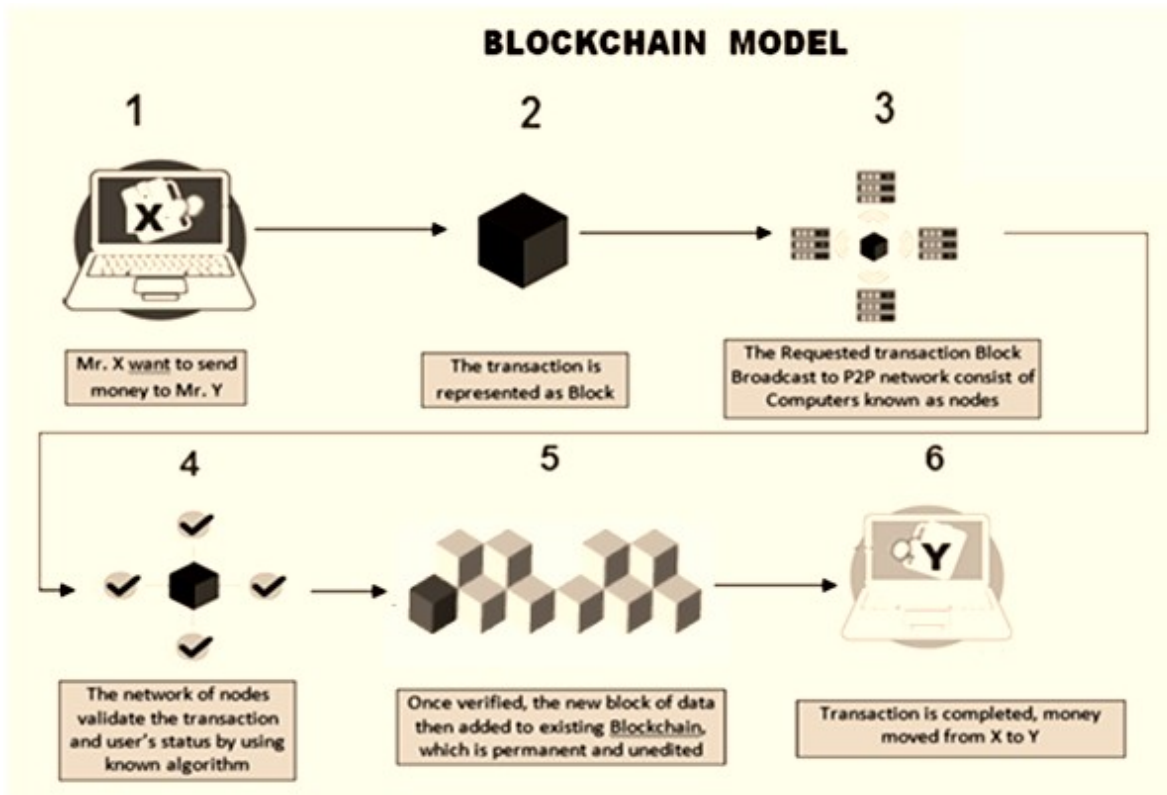 BLOCKCHAIN MODEL
1
2
3
X
Mr. X want to send
money to Mr. Y
The transaction is
represented as Block
The Requested transaction Block
Broadcast to P2P network consist of
Computers known as nodes
4
5
6
Y
The network of nodes
validate the transaction
and user's status by using
known algorithm
Once verified, the new block of data
then added to existing Blockchain,
which is permanent and unedited
Transaction is completed, money
moved from X to Y